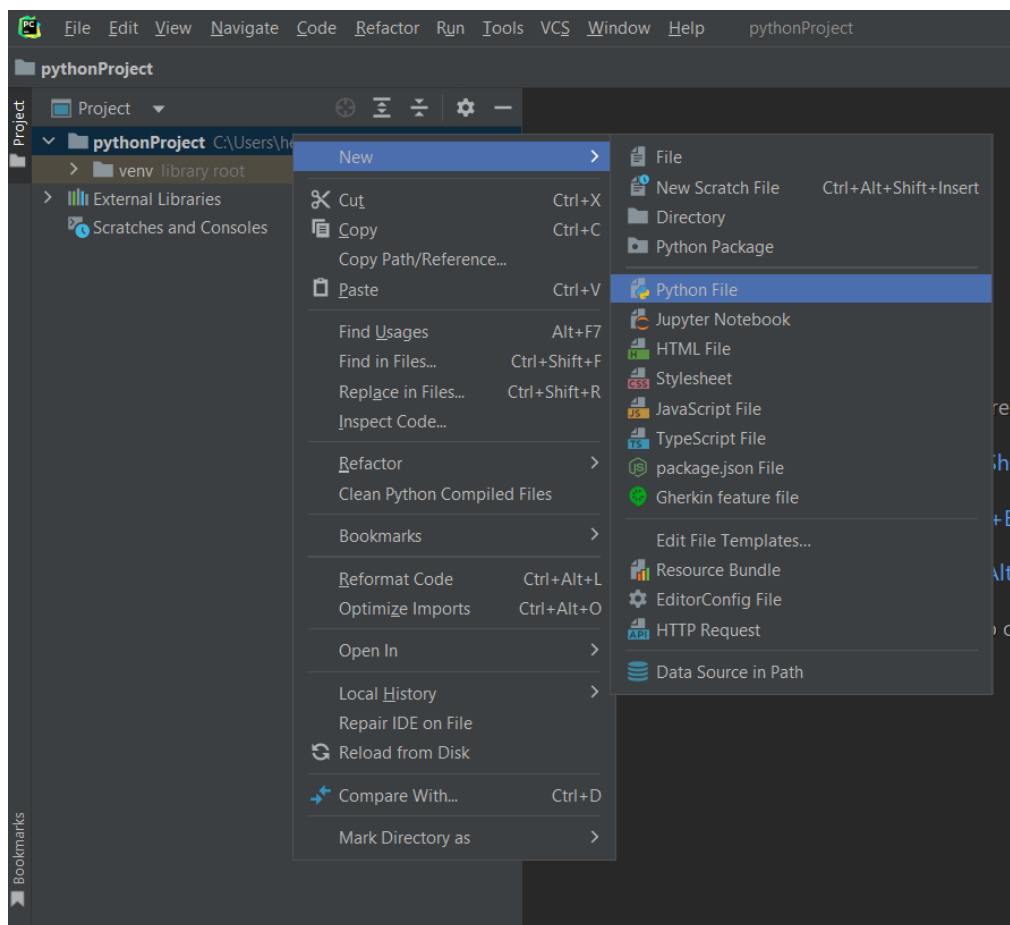 PC File Edit View Navigate Code Refactor Run Tools VCS Window Help pythonProject
pythonProject
Project
Project
pythonProject C:\Users\he
venv library root
External Libraries
Scratches and Consoles
Bookmarks
New
Cut Ctrl+X
Copy Ctrl+C
Copy Path/Reference...
Paste Ctrl+V
Find Usages Alt+F7
Find in Files... Ctrl+Shift+F
Replace in Files... Ctrl+Shift+R
Inspect Code...
Refactor
Clean Python Compiled Files
Bookmarks
Reformat Code Ctrl+Alt+L
Optimize Imports Ctrl+Alt+O
Open In
Local History
Repair IDE on File
Reload from Disk
Compare With... Ctrl+D
Mark Directory as
File
New Scratch File Ctrl+Alt+Shift+Insert
Directory
Python Package
Python File
Jupyter Notebook
H HTML File
CSS Stylesheet
JS JavaScript File
TS TypeScript File
JS package.json File
Gherkin feature file
Edit File Templates...
Resource Bundle
EditorConfig File
API HTTP Request
Data Source in Path